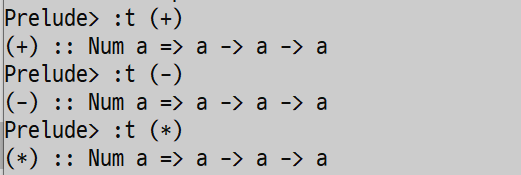 Prelude> :t (+)
(+) :: Num a => a -> a -> a
Prelude> :t (-)
(-) :: Num a => a -> a -> a
Prelude> :t (*)
(*) :: Num a => a -> a -> a